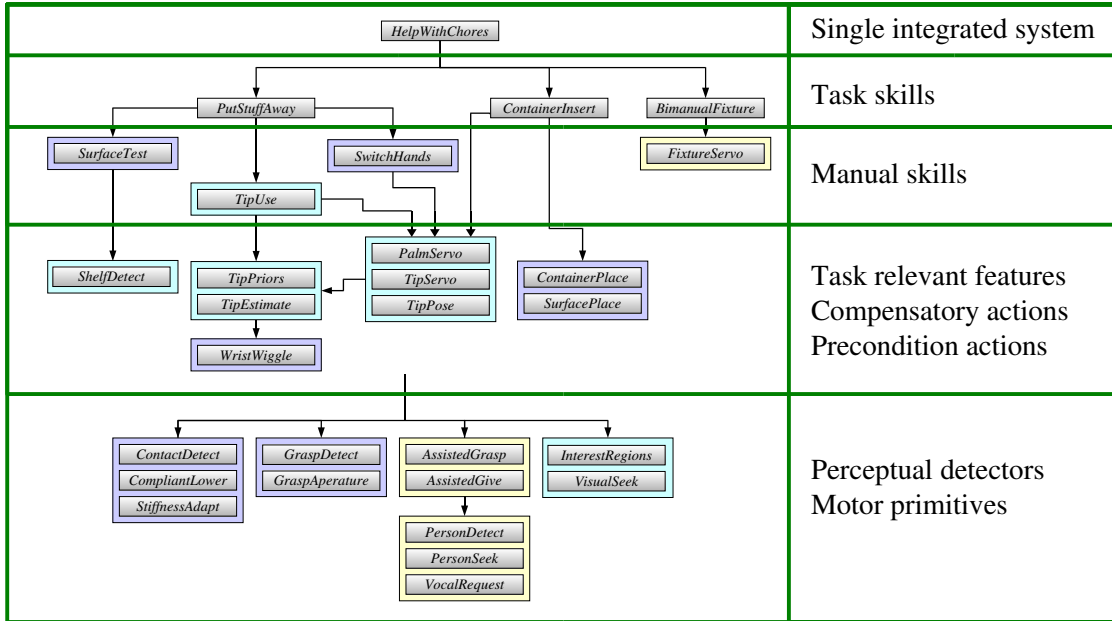 HelpWithChores
Single integrated system
PutStuffAway
ContainerInsert
BimanualFixture
Task skills
SurfaceTest
SwitchHands
FixtureServo
TipUse
Manual skills
ShelfDetect
TipPriors
TipEstimate
WristWiggle
PalmServo
TipServo
TipPose
ContainerPlace
SurfacePlace
Task relevant features
Compensatory actions
Precondition actions
ContactDetect
CompliantLower
StiffnessAdapt
GraspDetect
GraspAperature
AssistedGrasp
AssistedGive
PersonDetect
PersonSeek
VocalRequest
InterestRegions
VisualSeek
Perceptual detectors
Motor primitives